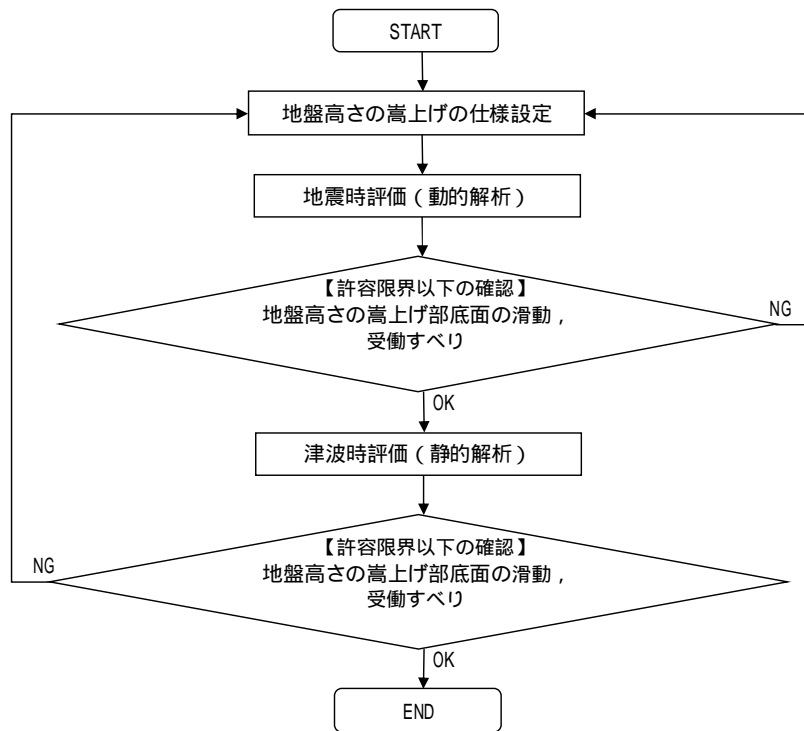 START
地盤高さの嵩上げの仕様設定
地震時評価(動的解析)
【許容限界以下の確認】
地盤高さの嵩上げ部底面の滑動,
受働すべり
NG
OK
津波時評価(静的解析)
【許容限界以下の確認】
地盤高さの嵩上げ部底面の滑動,
受働すべり
NG
OK
END